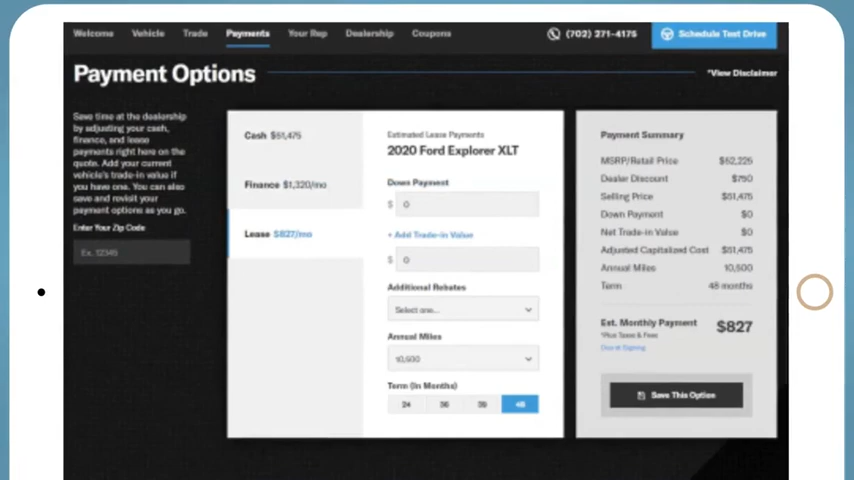 Welcome Vehicle Trade Payments Your Rep Dealership Coupons (702) 271-4175 Schedule Test Drive
Payment Options
*View Disclaimer
Save time at the dealership
by adjusting your cash,
finance, and lease
payments right here on the
quote. Add your current
vehicle's trade-in value if
you have one. You can also
save and revisit your
payment options as you go.
Enter Your Zip Code
Ex. 12345
Cash $51,475
Finance $1,320/mo
Lease $827/mo
Estimated Lease Payments
2020 Ford Explorer XLT
Down Payment
$ 0
+ Add Trade-in Value
$ 0
Additional Rebates
Select one...
Annual Miles
10,500
Term (In Months)
24 36 39 48
Payment Summary
MSRP/Retail Price $52,225
Dealer Discount $750
Selling Price $51,475
Down Payment $0
Net Trade-in Value $0
Adjusted Capitalized Cost $51,475
Annual Miles 10,500
Term 48 months
Est. Monthly Payment $827
*Plus Taxes & Fees
Due at Signing
Save This Option